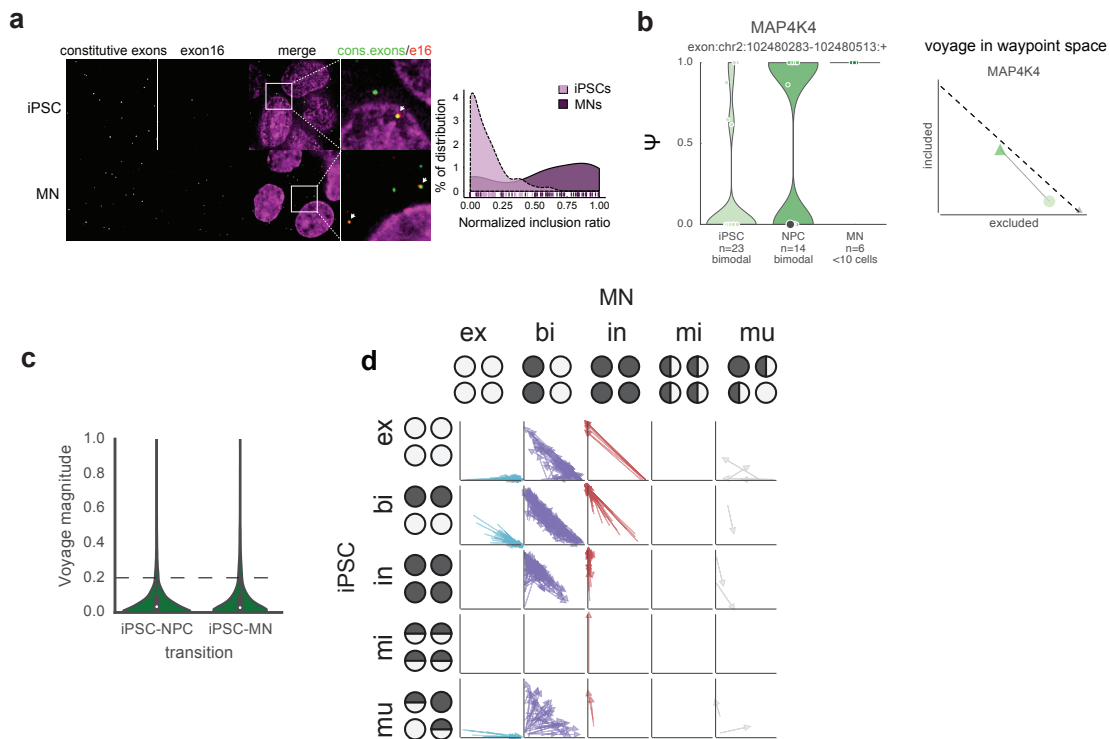 a
constitutive exons exon16 merge cons.exons/e16
iPSC
MN
% of distribution
4
3
2
1
0
iPSCs
MNs
0.00 0.25 0.50 0.75 1.00
Normalized inclusion ratio
b
MAP4K4
exon:chr2:102480283-102480513:+
Ψ
1.0
0.5
0.0
iPSC NPC MN
n=23 n=14 n=6
bimodal bimodal <10 cells
voyage in waypoint space
MAP4K4
included
excluded
c
Voyage magnitude
1.0
0.8
0.6
0.4
0.2
0.0
iPSC-NPC iPSC-MN
transition
d
MN
ex bi in mi mu
iPSC
ex
bi
in
mi
mu